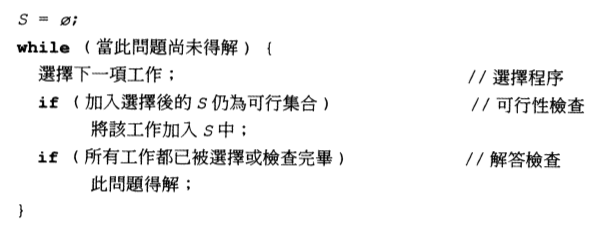 S = ø;
while ( 當此問題尚未得解 ) {
選擇下一項工作; // 選擇程序
if ( 加入選擇後的 S 仍為可行集合 ) // 可行性檢查
將該工作加入 S 中;
if ( 所有工作都已被選擇或檢查完畢 ) // 解答檢查
此問題得解;
}